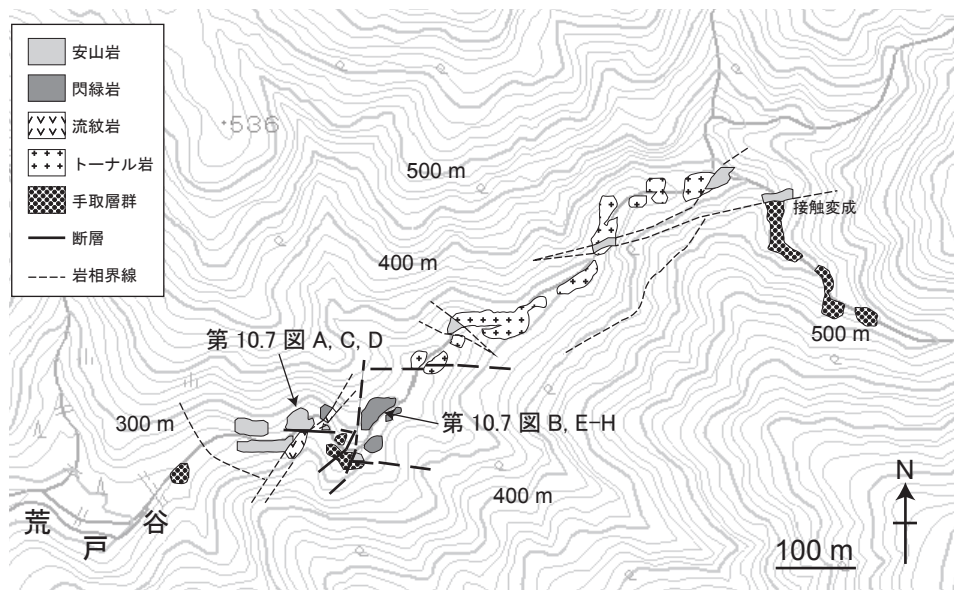 安山岩
閃緑岩
流紋岩
トーナル岩
手取層群
断層
岩相界線
・536
500 m
接触変成
400 m
500 m
第 10.7 図 A, C, D
300 m
第 10.7 図 B, E-H
400 m
荒戸谷
N
100 m